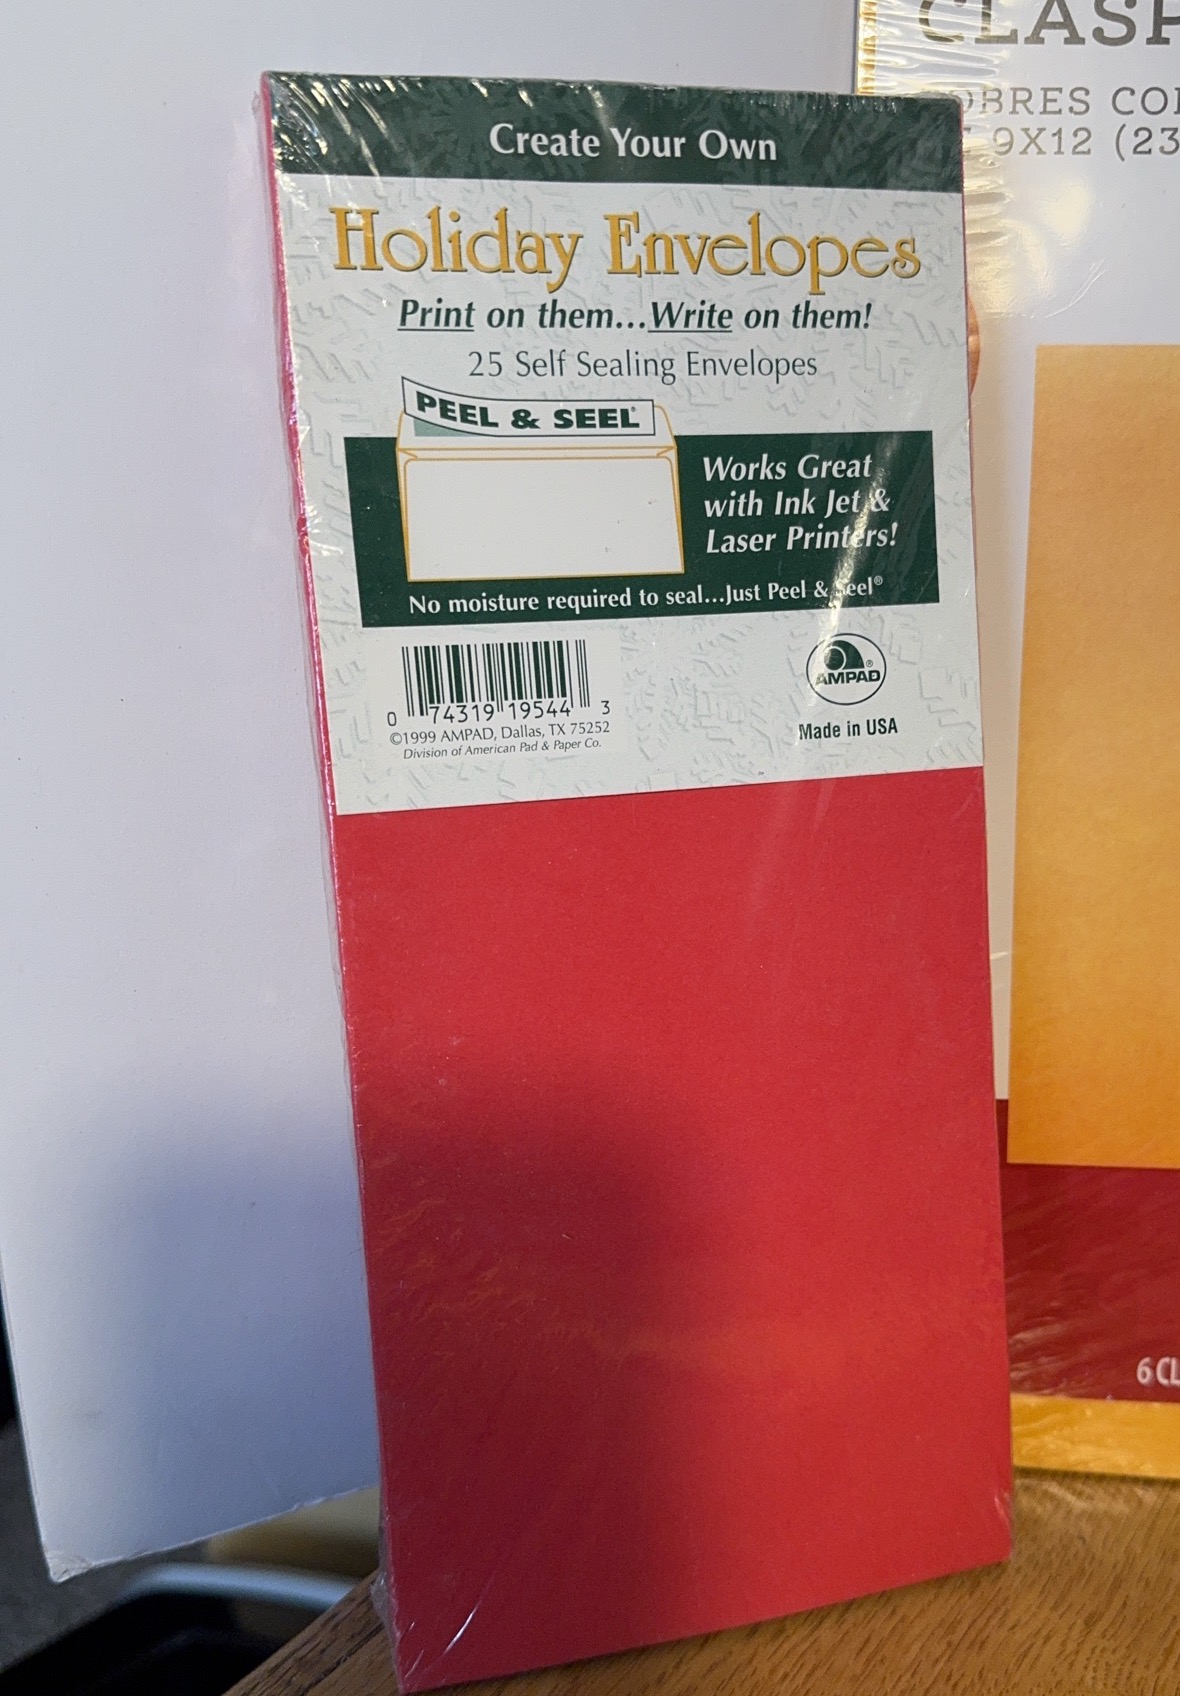 Create Your Own
Holiday Envelopes
Print on them...Write on them!
25 Self Sealing Envelopes
PEEL & SEEL®
Works Great
with Ink Jet &
Laser Printers!
No moisture required to seal...Just Peel & Seel®
0 74319 19544 3
©1999 AMPAD, Dallas, TX 75252
Division of American Pad & Paper Co.
AMPAD®
Made in USA
9X12 (23